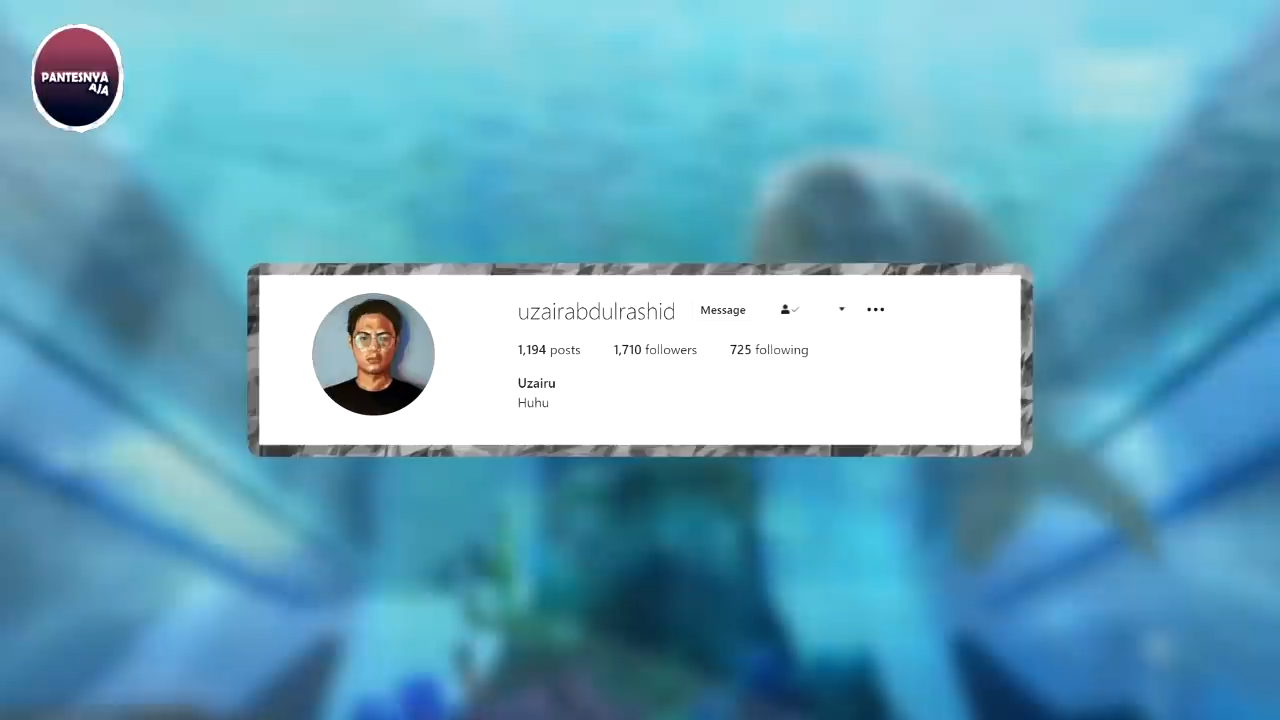 PANTESNYA
AJA
uzairabdulrashid Message
1,194 posts 1,710 followers 725 following
Uzairu
Huhu